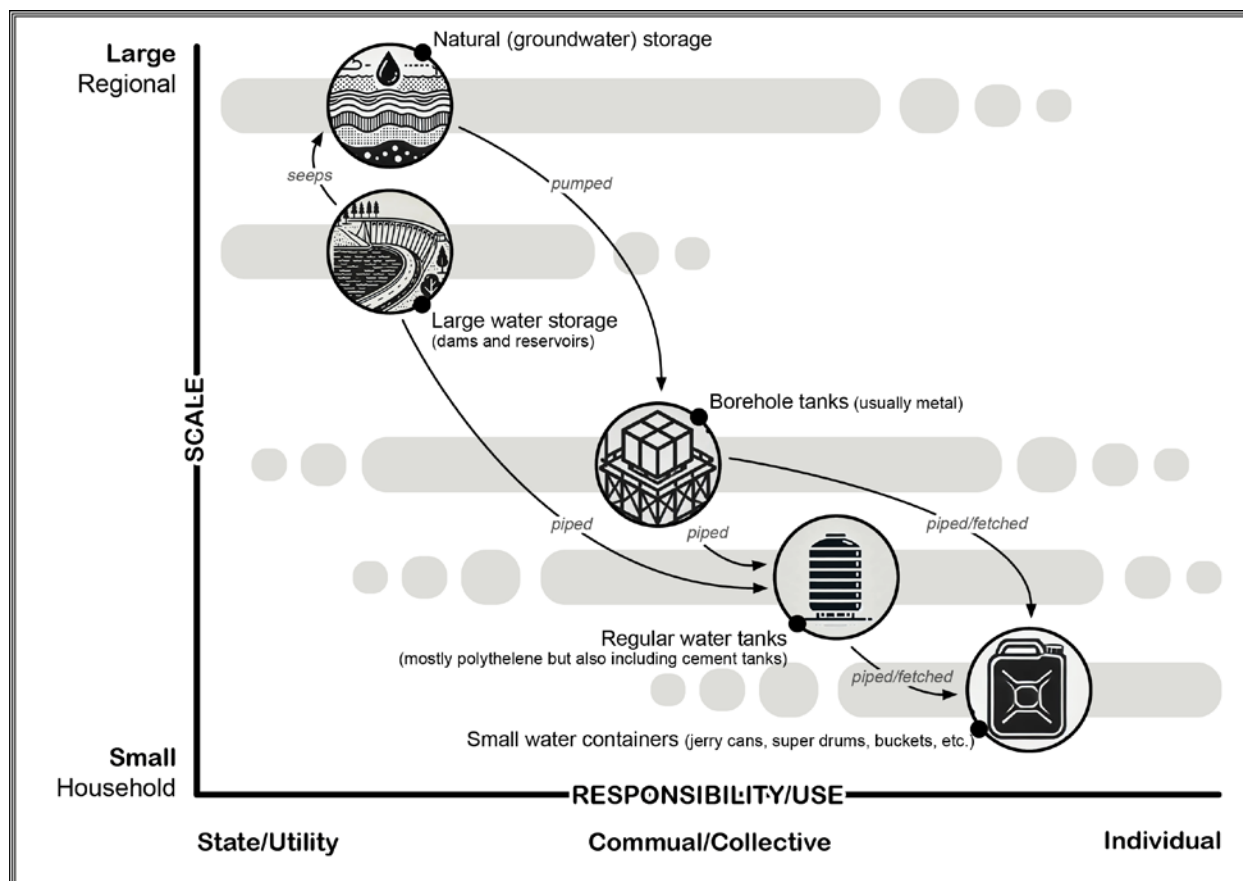 Large
Regional
Natural (groundwater) storage
seeps
pumped
Large water storage
(dams and reservoirs)
SCALE
Borehole tanks (usually metal)
piped
piped
piped/fetched
Regular water tanks
(mostly polythelene but also including cement tanks)
piped/fetched
Small water containers (jerry cans, super drums, buckets, etc.)
Small
Household
RESPONSIBILITY/USE
State/Utility
Commual/Collective
Individual